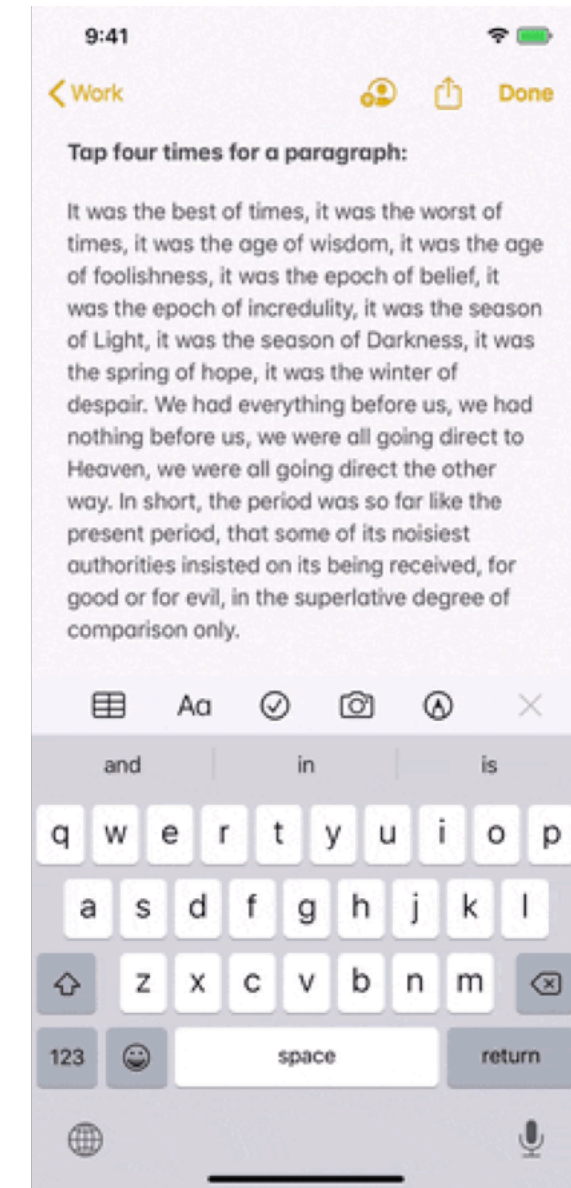 9:41
Work
Done
Tap four times for a paragraph:
It was the best of times, it was the worst of
times, it was the age of wisdom, it was the age
of foolishness, it was the epoch of belief, it
was the epoch of incredulity, it was the season
of Light, it was the season of Darkness, it was
the spring of hope, it was the winter of
despair. We had everything before us, we had
nothing before us, we were all going direct to
Heaven, we were all going direct the other
way. In short, the period was so far like the
present period, that some of its noisiest
authorities insisted on its being received, for
good or for evil, in the superlative degree of
comparison only.
Aa
and in is
q w e r t y u i o p
a s d f g h j k l
z x c v b n m
123 space return